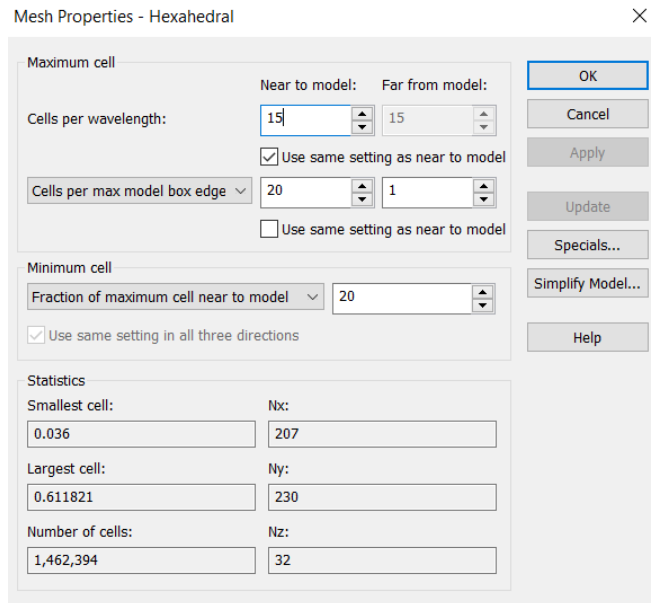 Mesh Properties - Hexahedral
Maximum cell
Near to model: Far from model:
Cells per wavelength: 15 15
Use same setting as near to model
Cells per max model box edge 20 1
Use same setting as near to model
Minimum cell
Fraction of maximum cell near to model 20
Use same setting in all three directions
Statistics
Smallest cell: Nx:
0.036 207
Largest cell: Ny:
0.611821 230
Number of cells: Nz:
1,462,394 32
OK
Cancel
Apply
Update
Specials...
Simplify Model...
Help